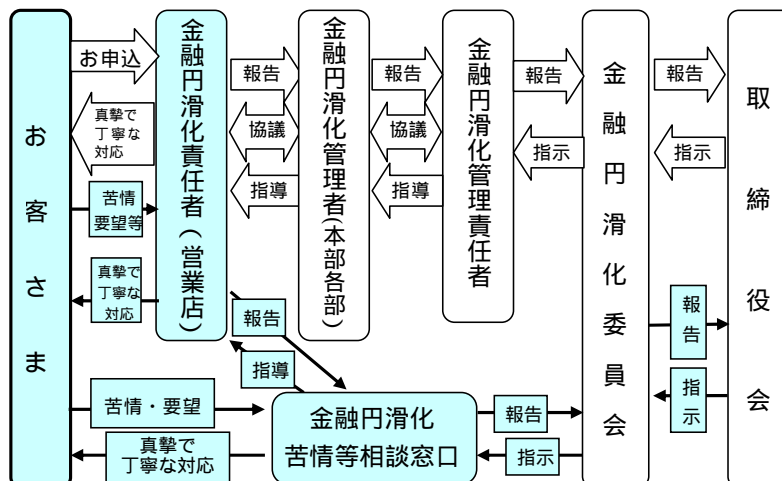 お客さま
お申込
真摯で
丁寧な
対応
苦情
要望等
真摯で
丁寧な
対応
金融円滑化責任者（営業店）
報告
協議
指導
金融円滑化管理者（本部各部）
報告
協議
指導
金融円滑化管理責任者
報告
指示
金融円滑化委員会
報告
指示
報告
指示
取締役会
報告
指導
苦情・要望
真摯で
丁寧な対応
金融円滑化
苦情等相談窓口
報告
指示